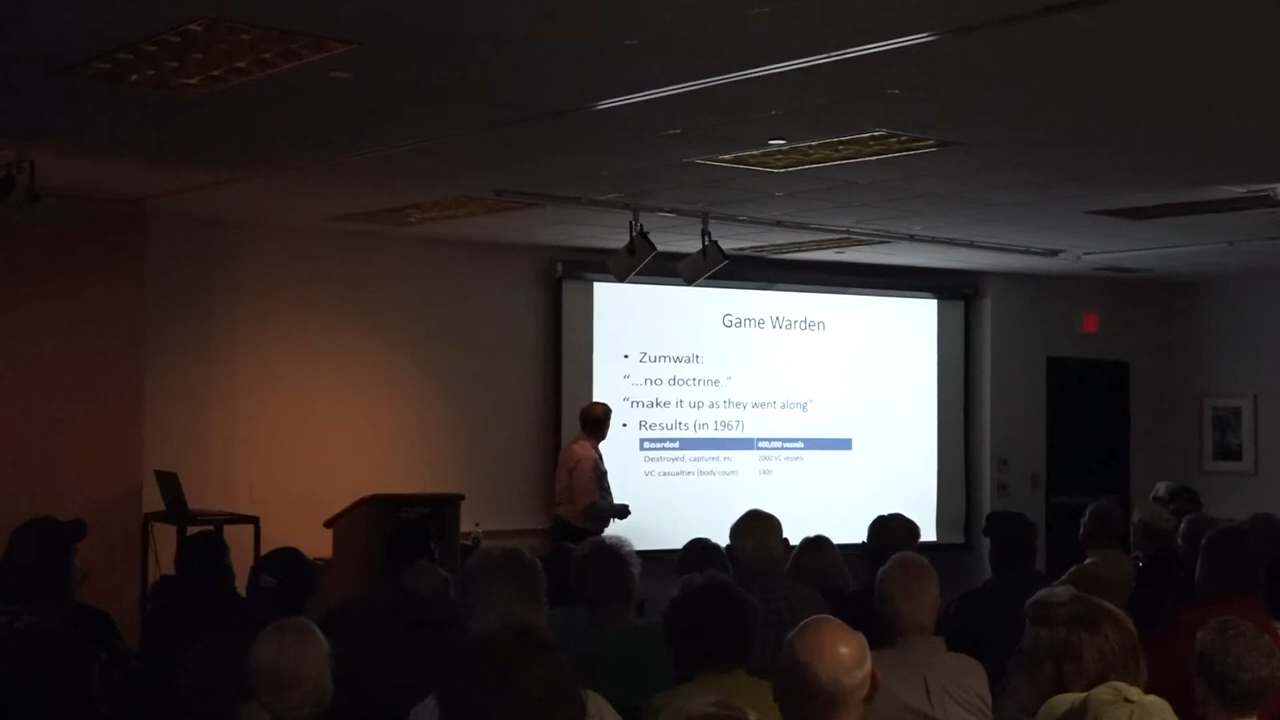 Game Warden
• Zumwalt:
“...no doctrine..”
“make it up as they went along”
• Results (in 1967)
Boarded 400,000 vessels
Destroyed, captured, etc 2000 VC vessels
VC casualties (body count) 1400